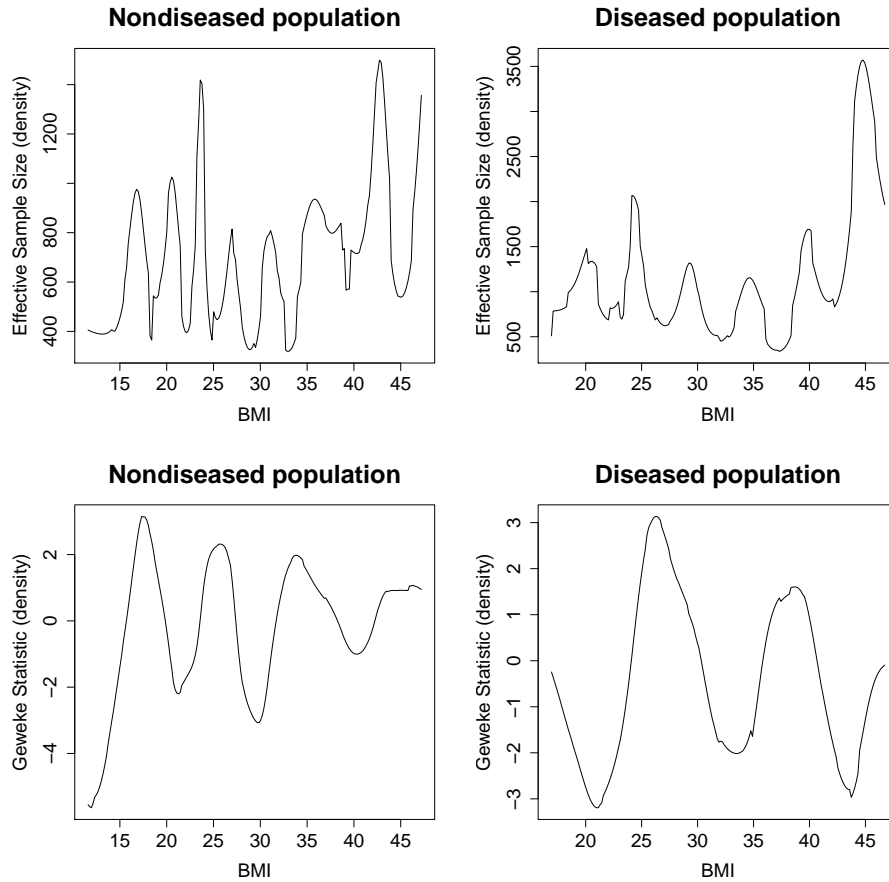 Nondiseased population
Effective Sample Size (density)
400
600
800
1200
15 20 25 30 35 40 45
BMI
Diseased population
Effective Sample Size (density)
500
1500
2500
3500
20 25 30 35 40 45
BMI
Nondiseased population
Geweke Statistic (density)
-4
-2
0
2
15 20 25 30 35 40 45
BMI
Diseased population
Geweke Statistic (density)
-3
-2
-1
0
1
2
3
20 25 30 35 40 45
BMI